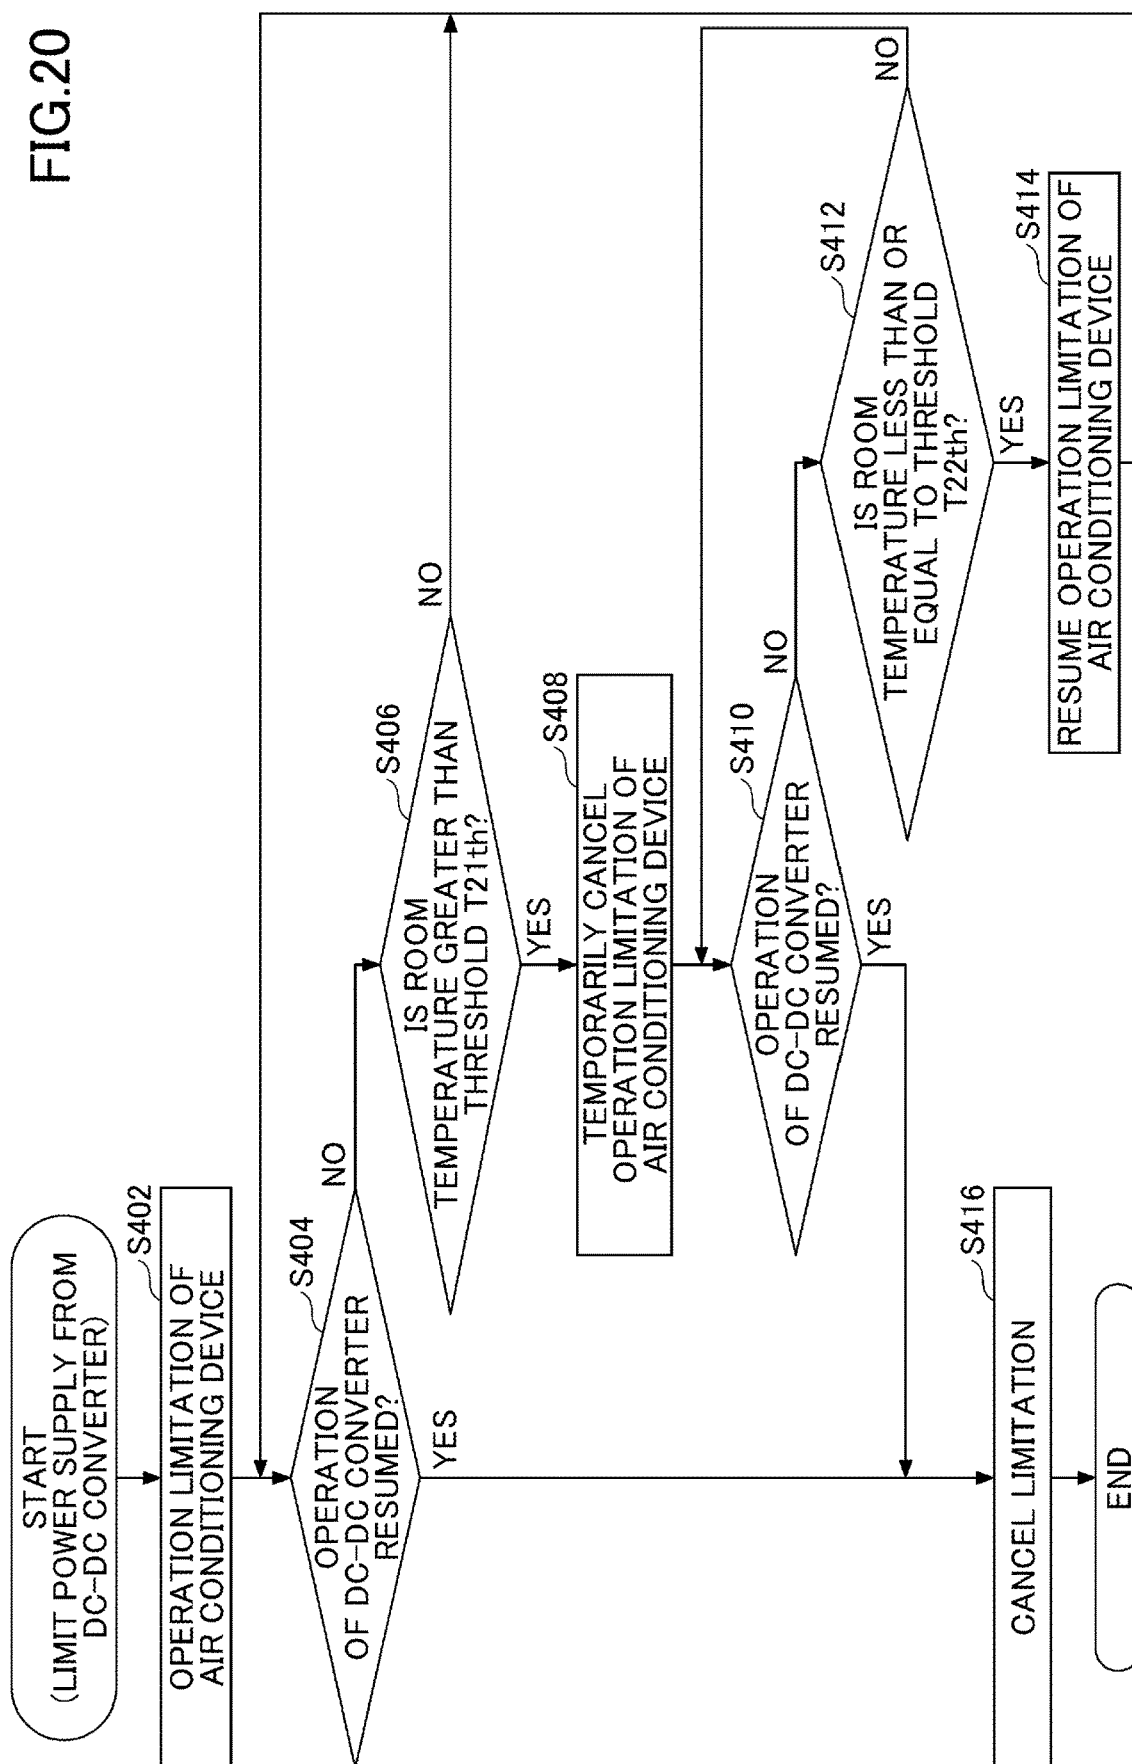 FIG.20
START
(LIMIT POWER SUPPLY FROM
DC-DC CONVERTER)
S402
OPERATION LIMITATION OF
AIR CONDITIONING DEVICE
S404
OPERATION
OF DC-DC CONVERTER
RESUMED?
NO
YES
S406
IS ROOM
TEMPERATURE GREATER THAN
THRESHOLD T21th?
NO
YES
S408
TEMPORARILY CANCEL
OPERATION LIMITATION OF
AIR CONDITIONING DEVICE
S410
OPERATION
OF DC-DC CONVERTER
RESUMED?
NO
YES
S412
IS ROOM
TEMPERATURE LESS THAN OR
EQUAL TO THRESHOLD
T22th?
NO
YES
S414
RESUME OPERATION LIMITATION OF
AIR CONDITIONING DEVICE
S416
CANCEL LIMITATION
END